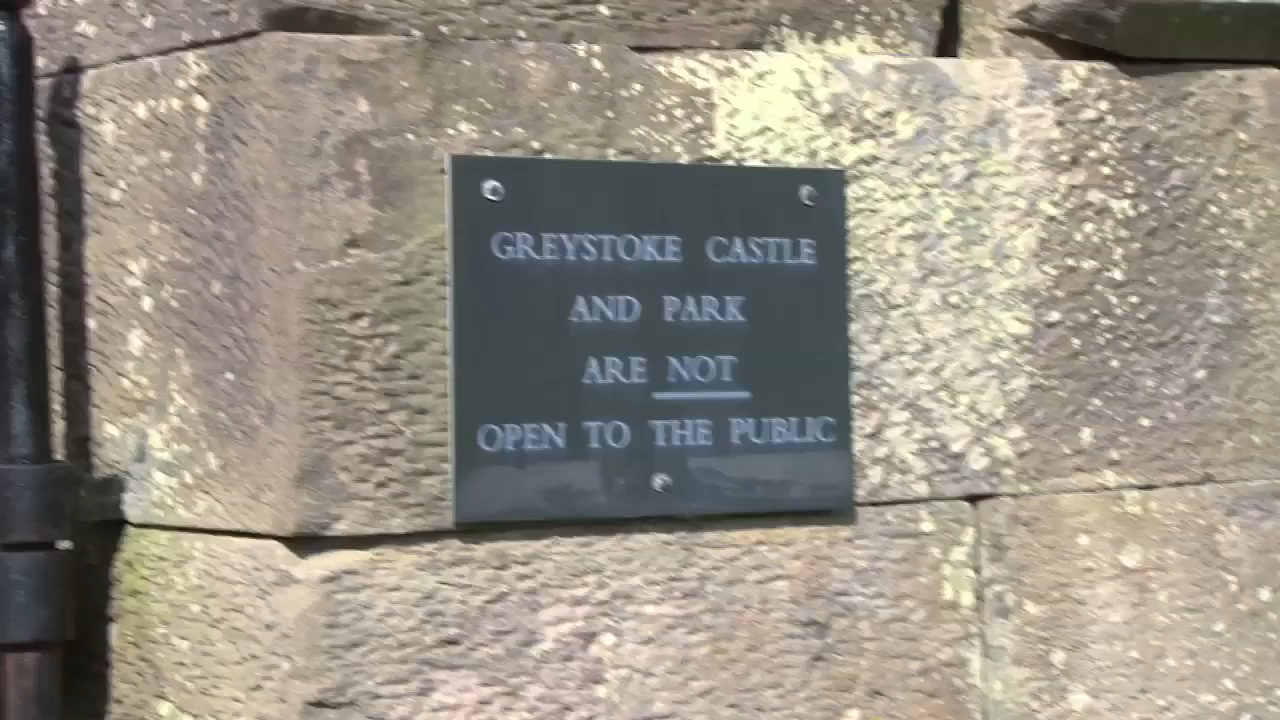 GREYSTOKE CASTLE
AND PARK
ARE NOT
OPEN TO THE PUBLIC